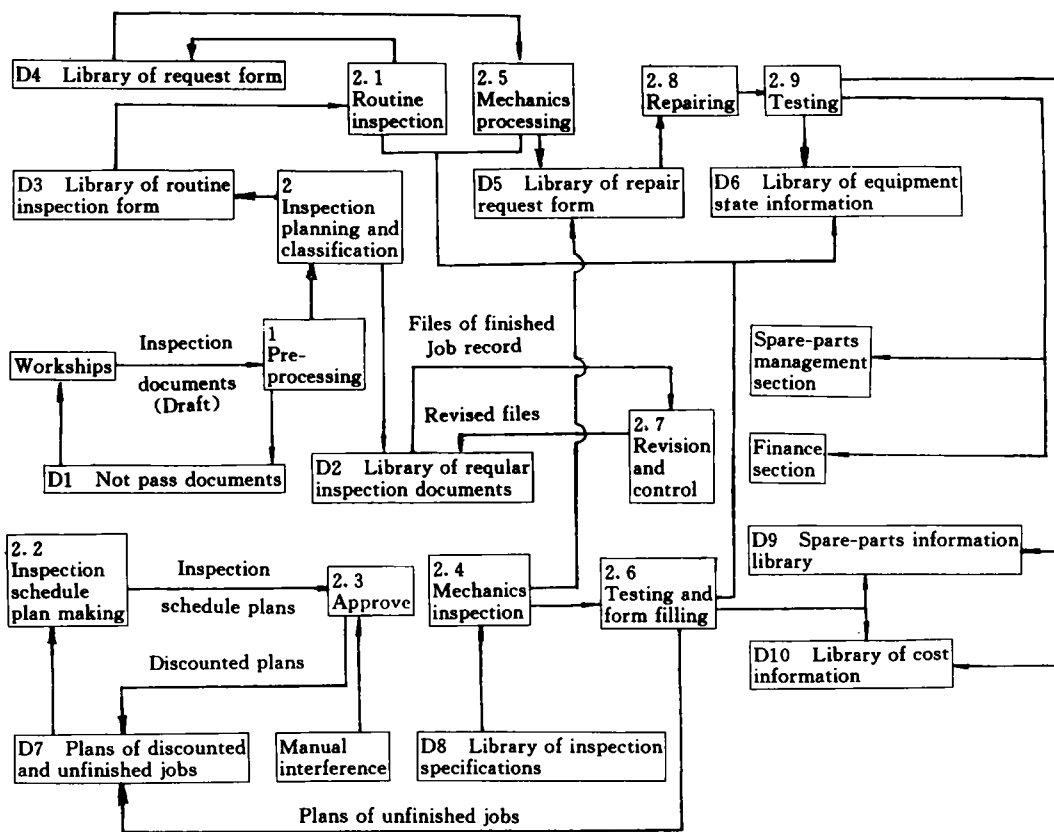 D4 Library of request form
2.1
Routine
inspection
2.5
Mechanics
processing
2.8
Repairing
2.9
Testing
D3 Library of routine
inspection form
2
Inspection
planning and
classification
D5 Library of repair
request form
D6 Library of equipment
state information
Workships
Inspection
documents
(Draft)
1
Pre-
processing
Files of finished
Job record
Revised files
2.7
Revision
and
control
Spare-parts
management
section
Finance
section
D1 Not pass documents
D2 Library of reqular
inspection documents
2.2
Inspection
schedule
plan making
Inspection
schedule plans
2.3
Approve
2.4
Mechanics
inspection
2.6
Testing and
form filling
D9 Spare-parts information
library
D10 Library of cost
information
Discounted plans
D7 Plans of discounted
and unfinished jobs
Manual
interference
D8 Library of inspection
specifications
Plans of unfinished jobs